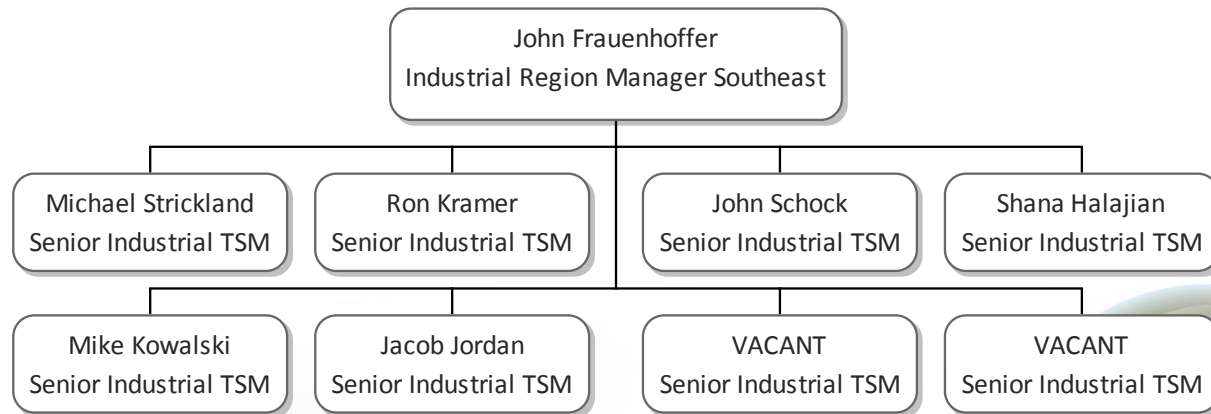 John Frauenhoffer
Industrial Region Manager Southeast
Michael Strickland
Senior Industrial TSM
Ron Kramer
Senior Industrial TSM
John Schock
Senior Industrial TSM
Shana Halajian
Senior Industrial TSM
Mike Kowalski
Senior Industrial TSM
Jacob Jordan
Senior Industrial TSM
VACANT
Senior Industrial TSM
VACANT
Senior Industrial TSM